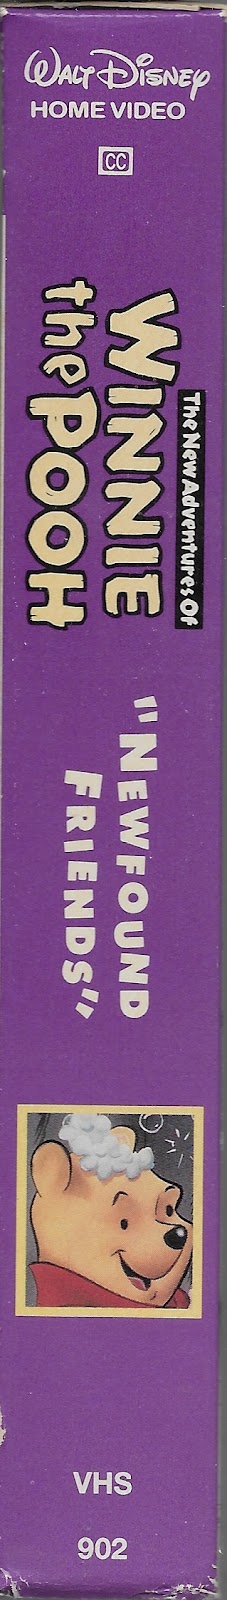 WALT DISNEY
HOME VIDEO
CC
The New Adventures Of
WINNIE
the POOH
"NEWFOUND
FRIENDS"
VHS
902